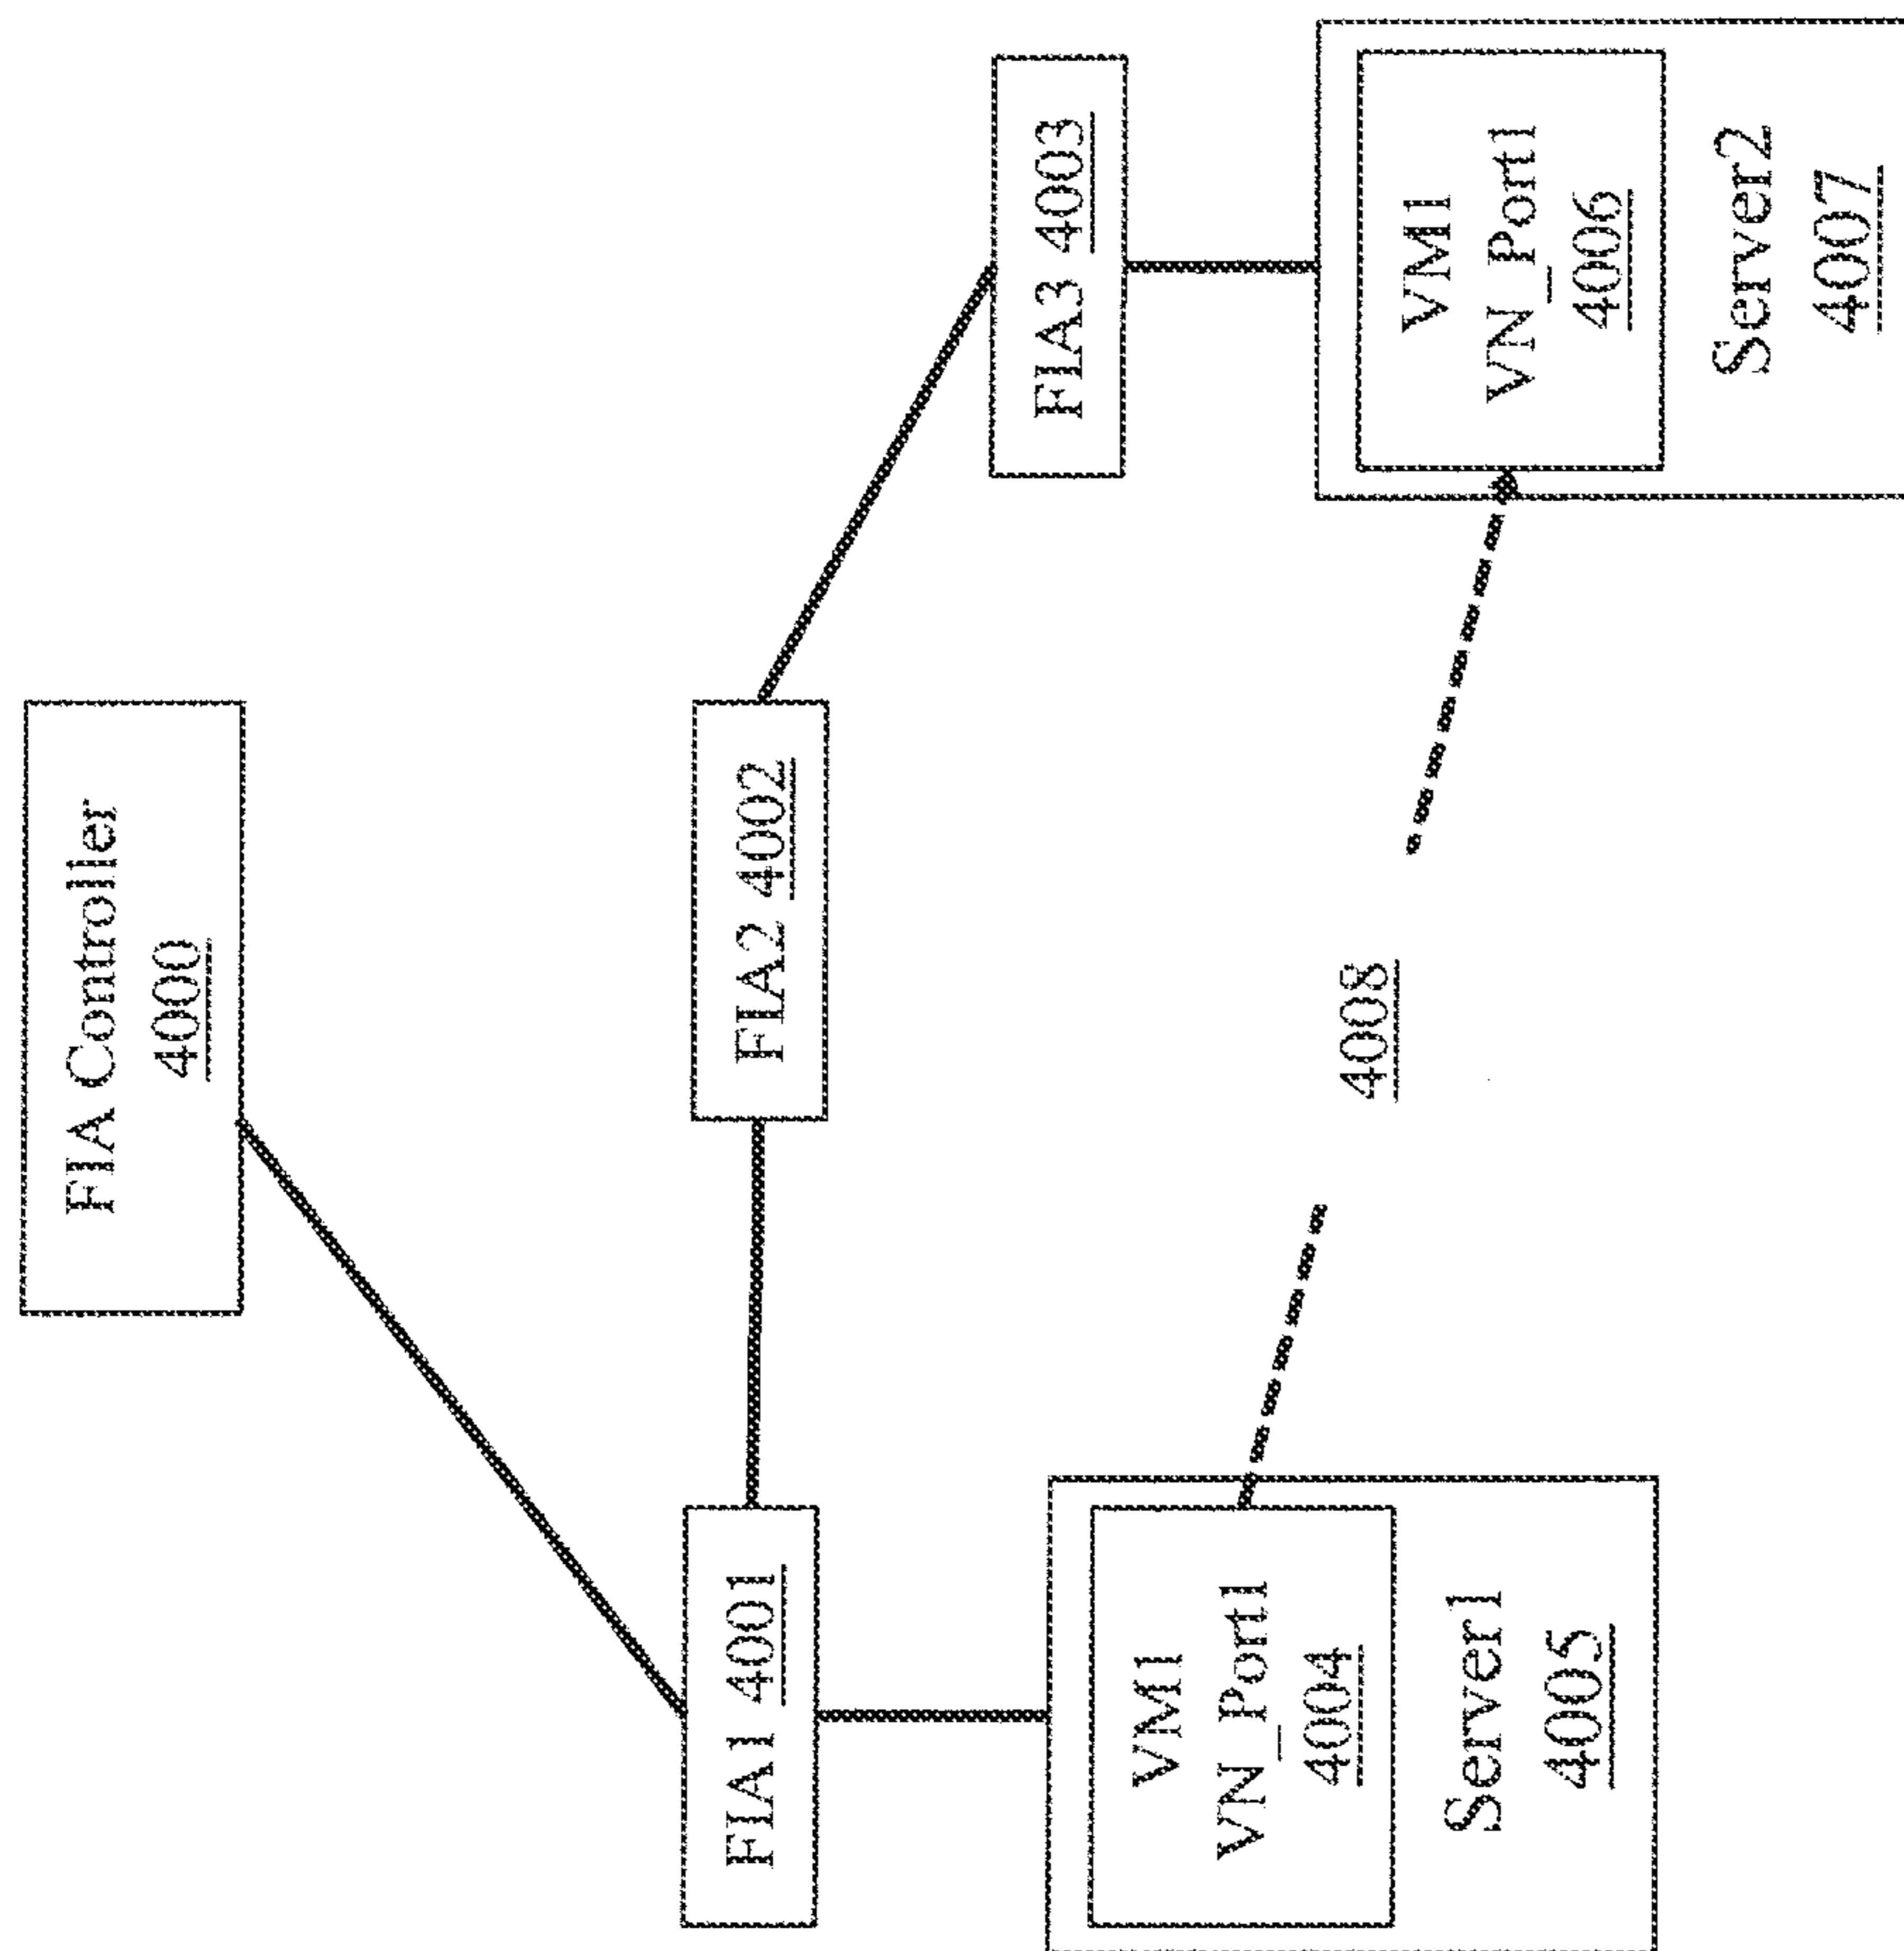 FIA Controller
4000
FIA1 4001
FIA2 4002
FIA3 4003
VM1
VN_Port1
4004
Server1
4005
4008
VM1
VN_Port1
4006
Server2
4007